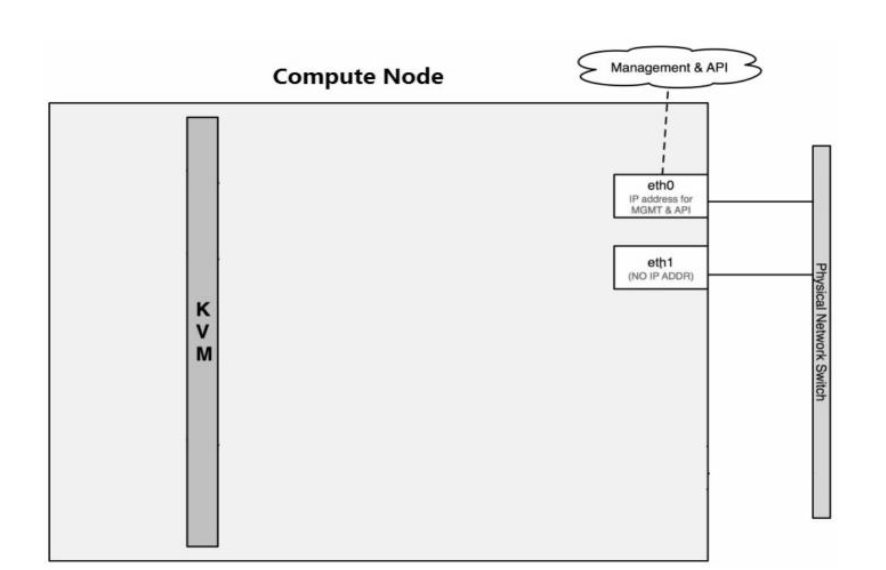 Compute Node
Management & API
eth0
IP address for
MGMT & API
eth1
(NO IP ADDR)
K
V
M
Physical Network Switch